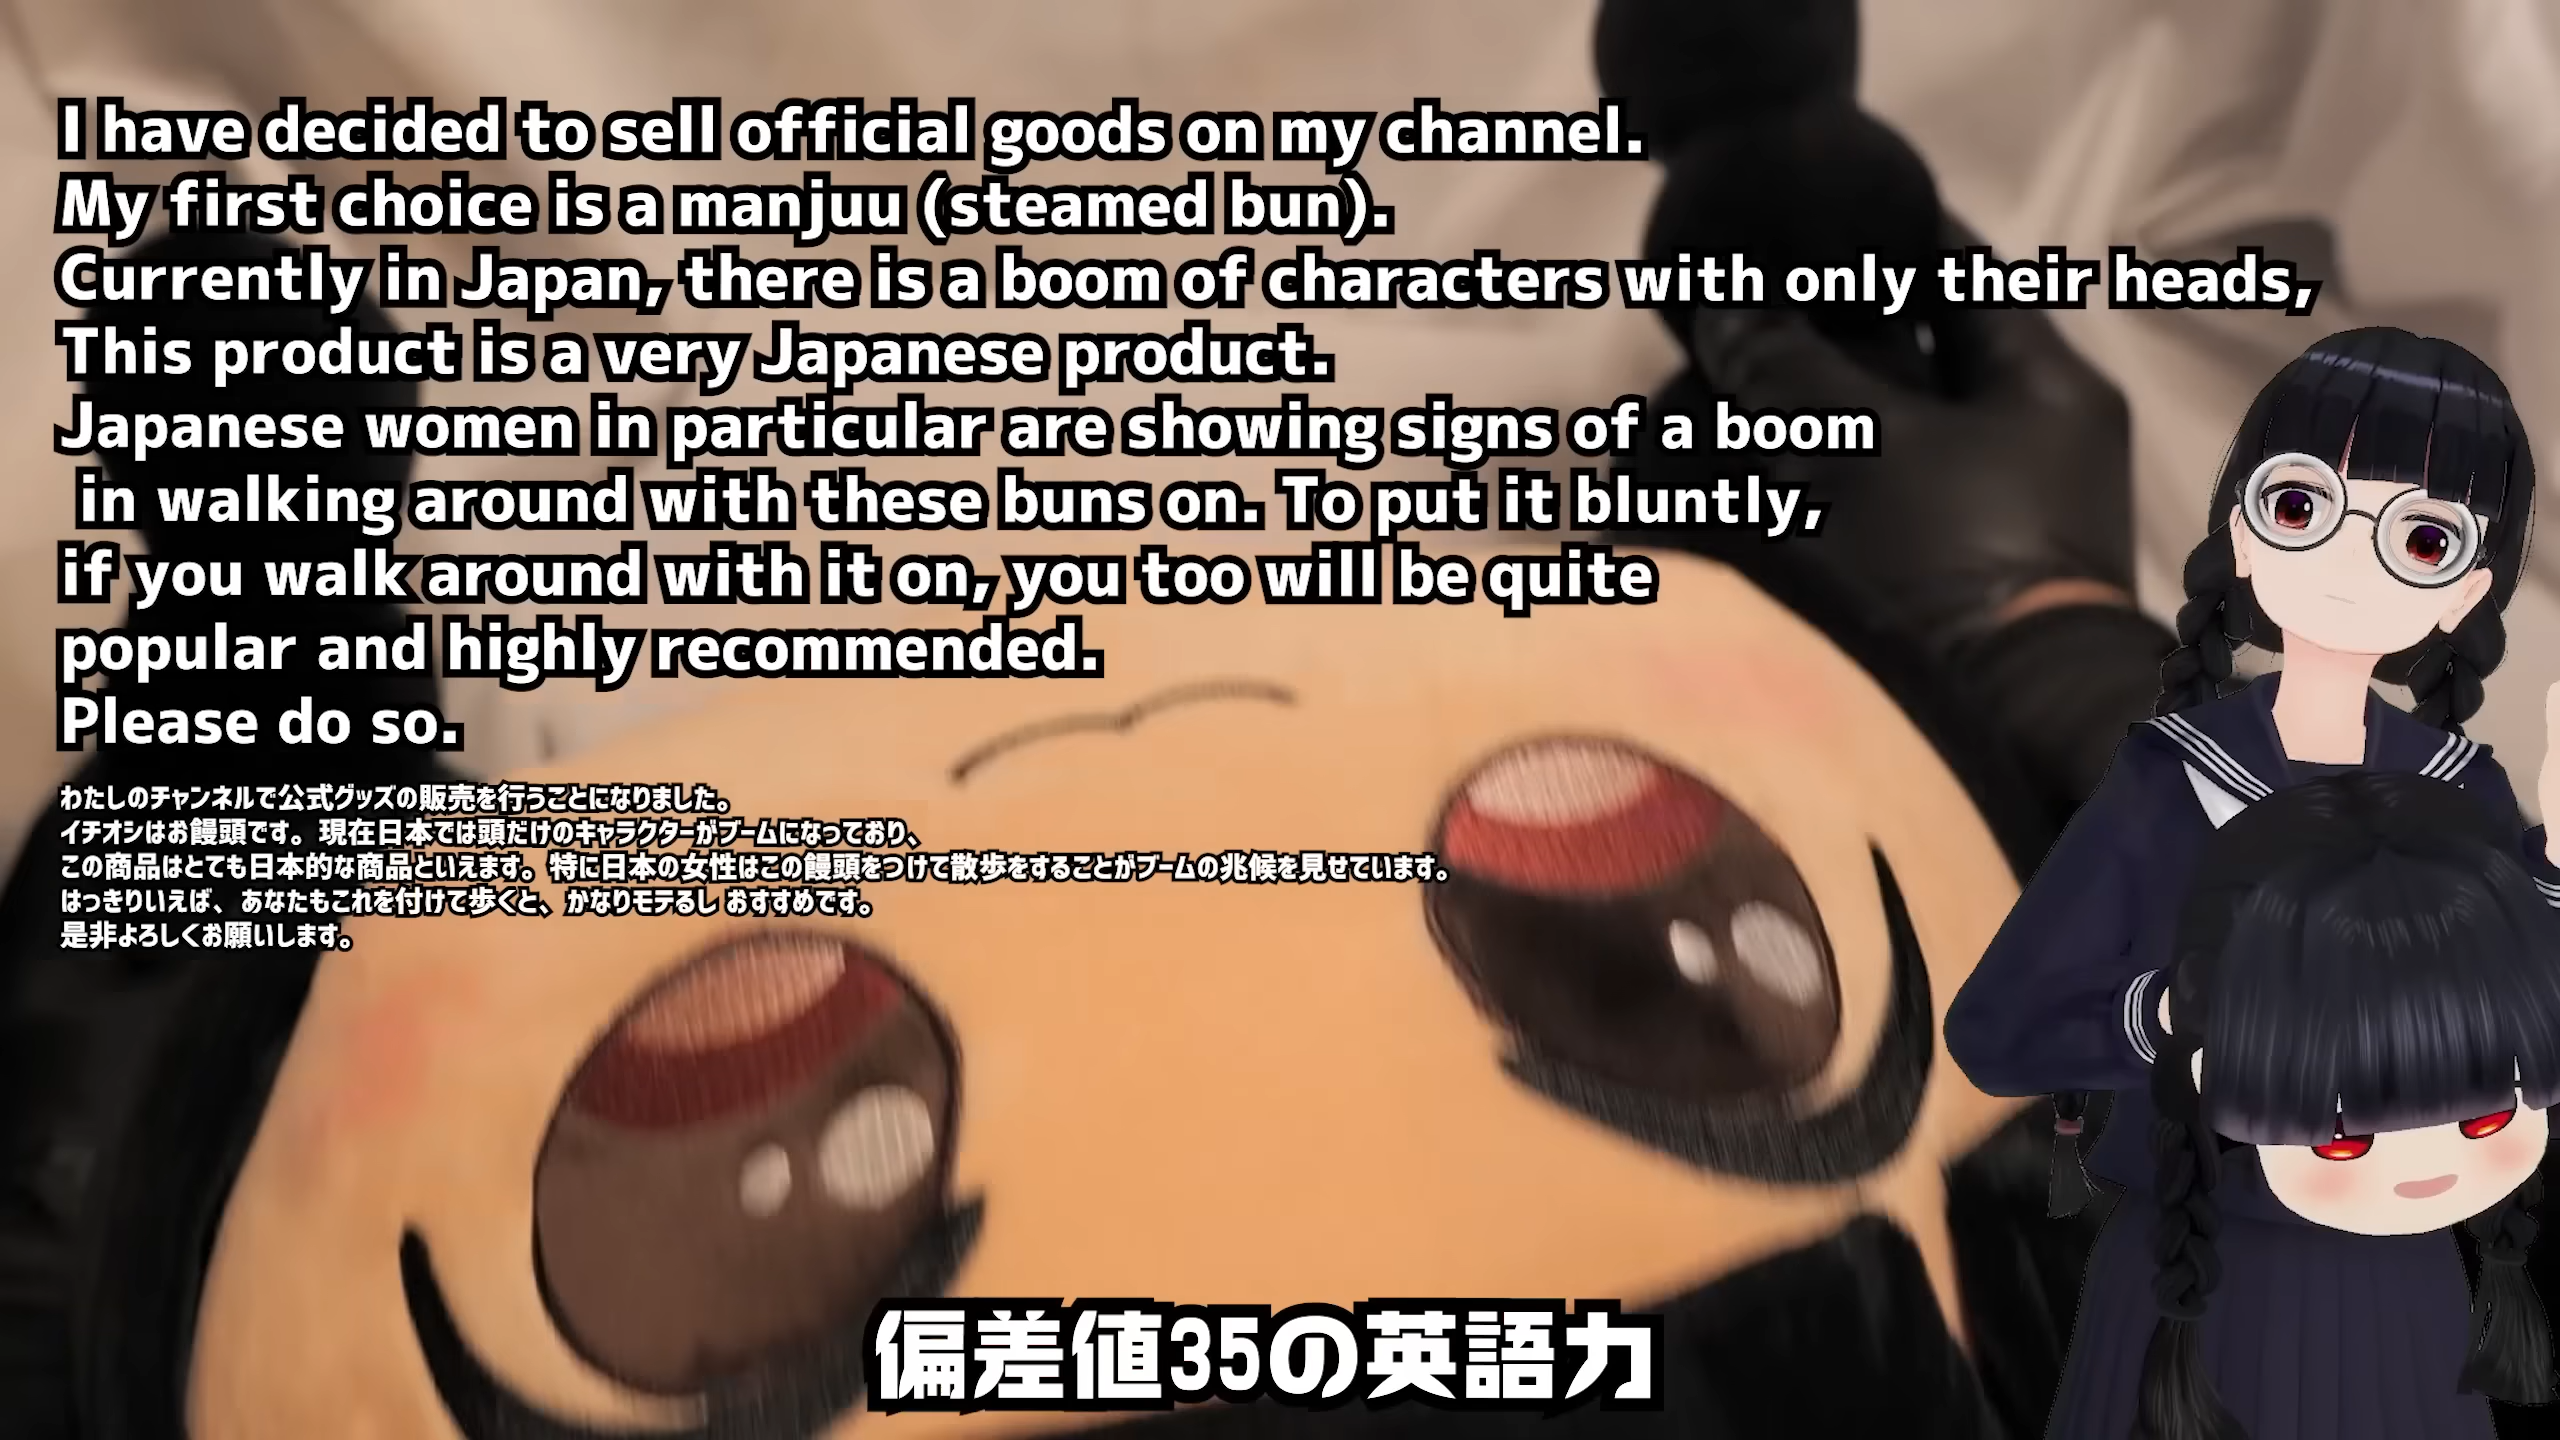 I have decided to sell official goods on my channel.
My first choice is a manjuu (steamed bun).
Currently in Japan, there is a boom of characters with only their heads,
This product is a very Japanese product.
Japanese women in particular are showing signs of a boom
in walking around with these buns on. To put it bluntly,
if you walk around with it on, you too will be quite
popular and highly recommended.
Please do so.
わたしのチャンネルで公式グッズの販売を行うことになりました。
イチオシはお饅頭です。現在日本では頭だけのキャラクターがブームになっており、
この商品はとても日本的な商品といえます。特に日本の女性はこの饅頭をつけて散歩をすることがブームの兆候を見せています。
はっきりいえば、あなたもこれを付けて歩くと、かなりモテるし おすすめです。
是非よろしくお願いします。
偏差値35の英語力